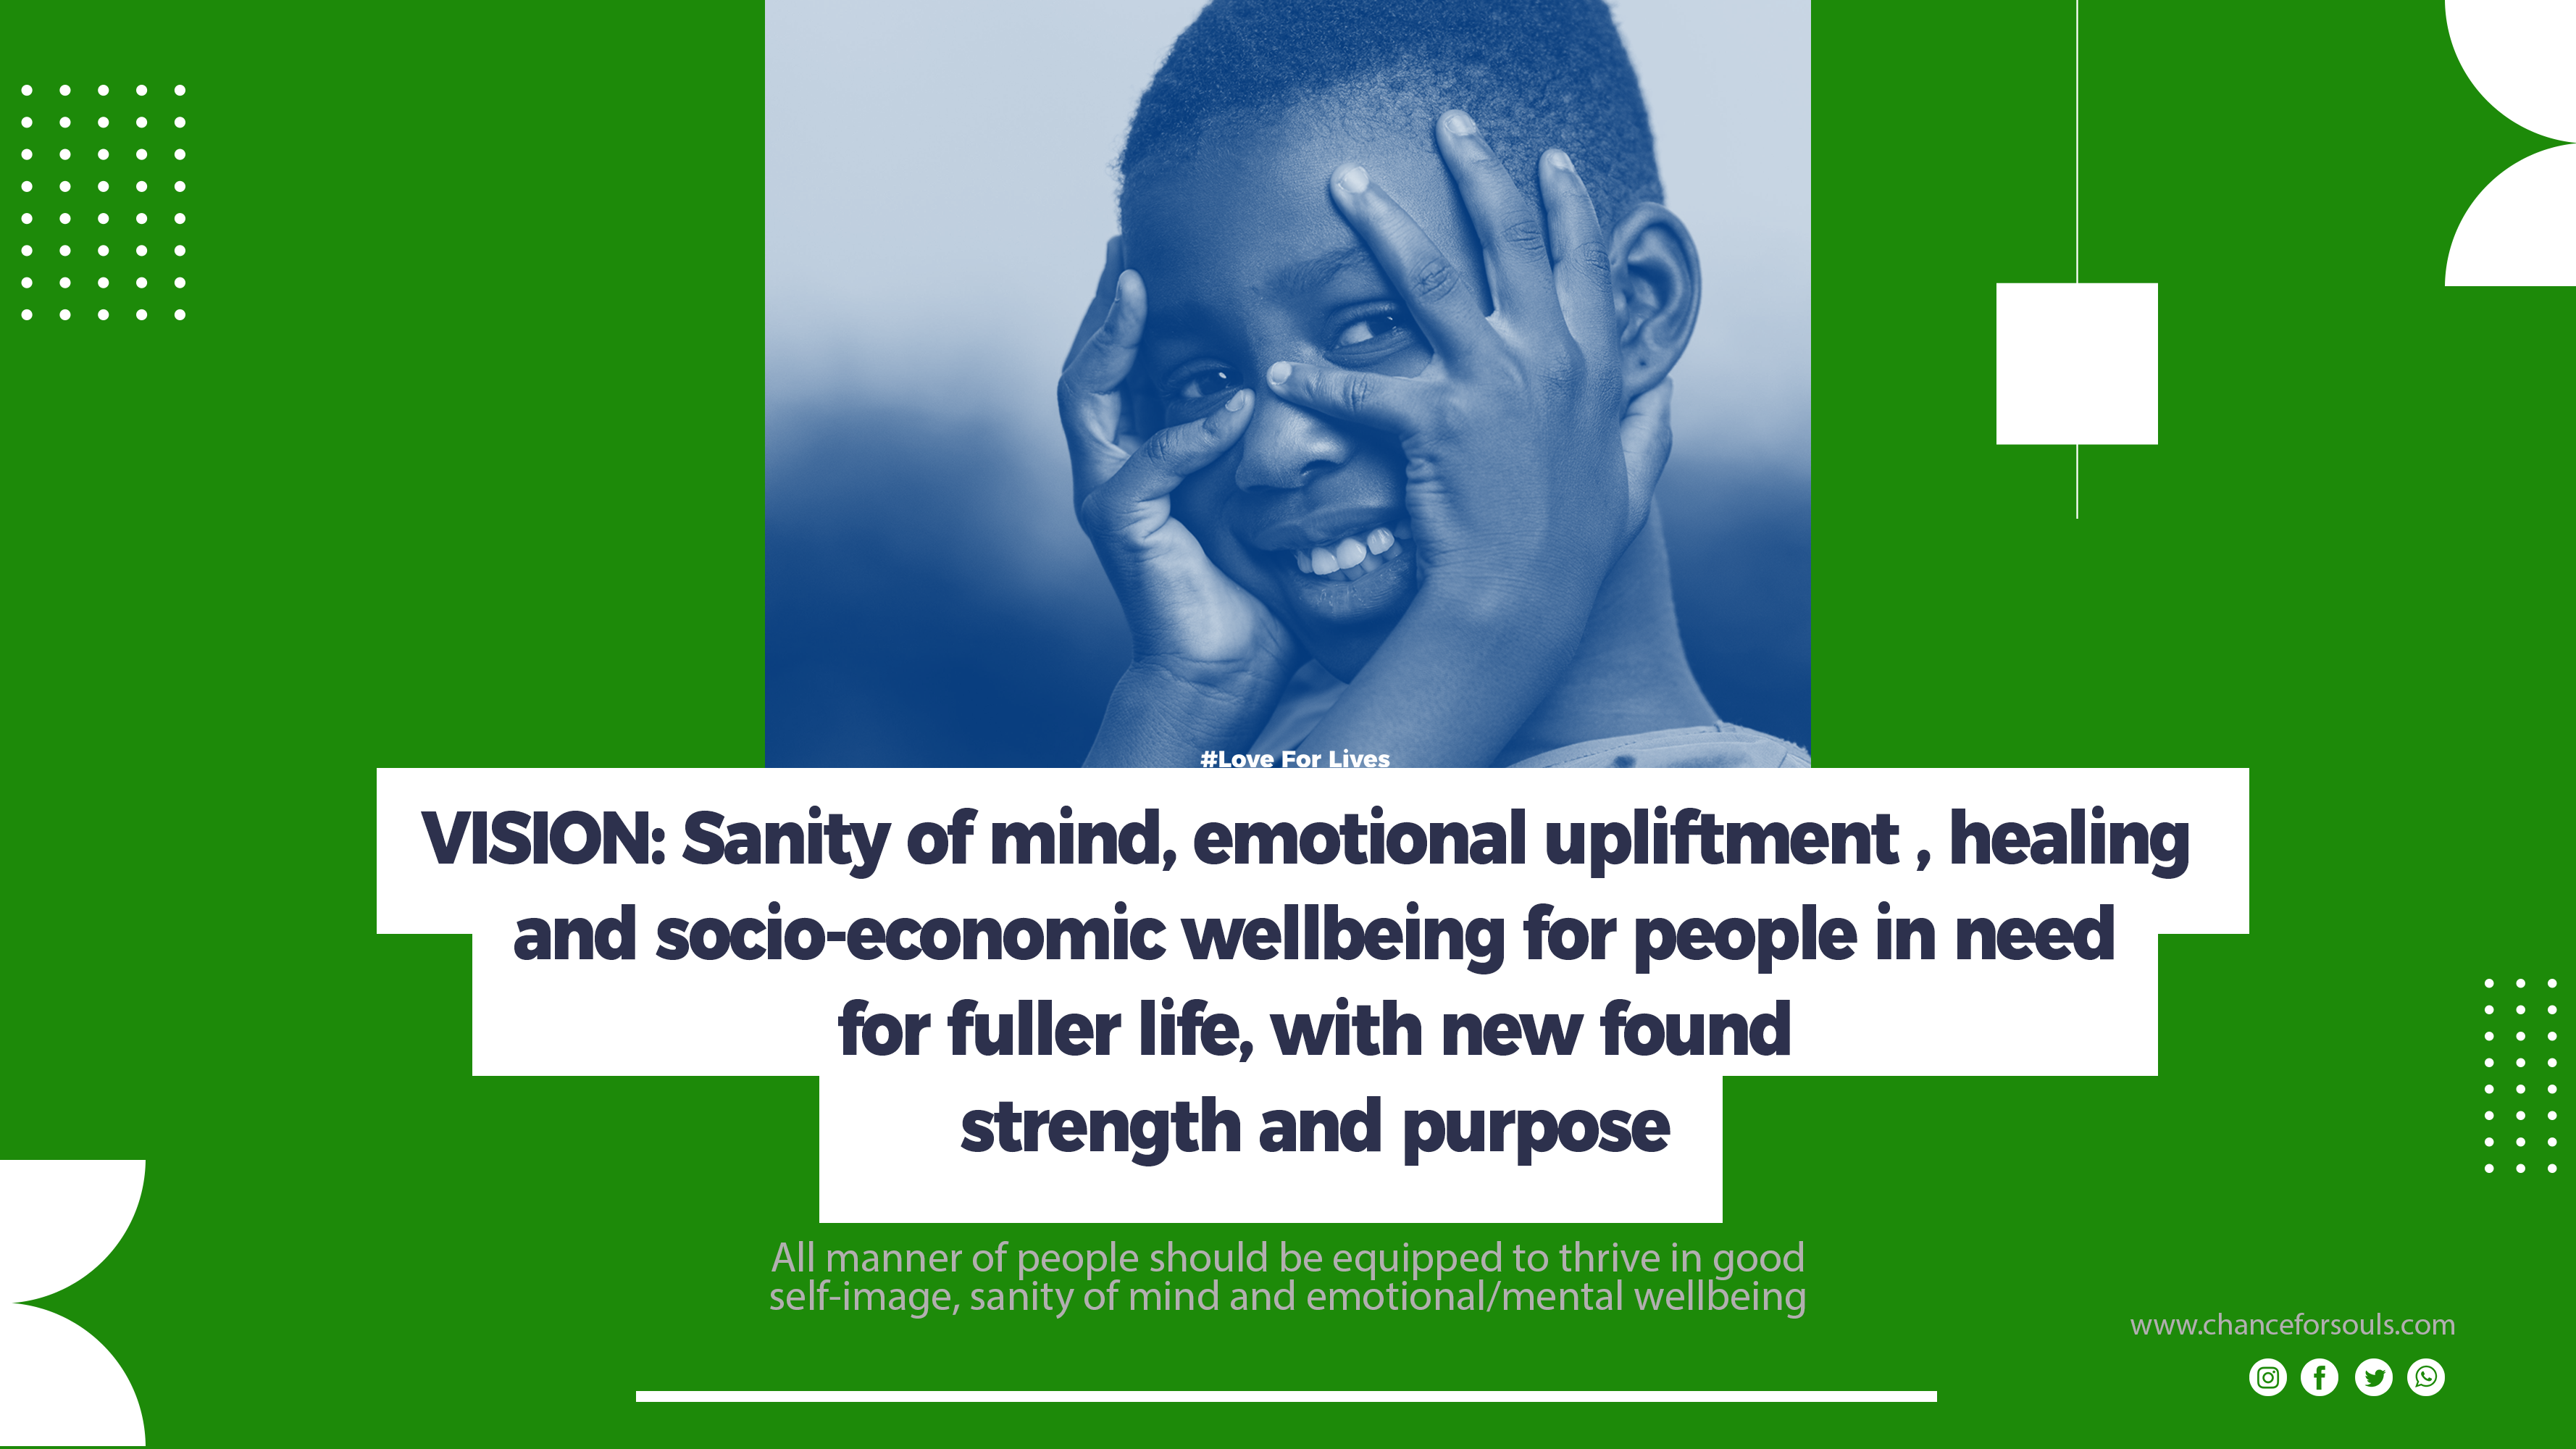 #Love For Lives
VISION: Sanity of mind, emotional upliftment , healing
and socio-economic wellbeing for people in need
for fuller life, with new found
strength and purpose
All manner of people should be equipped to thrive in good
self-image, sanity of mind and emotional/mental wellbeing
www.chanceforsouls.com